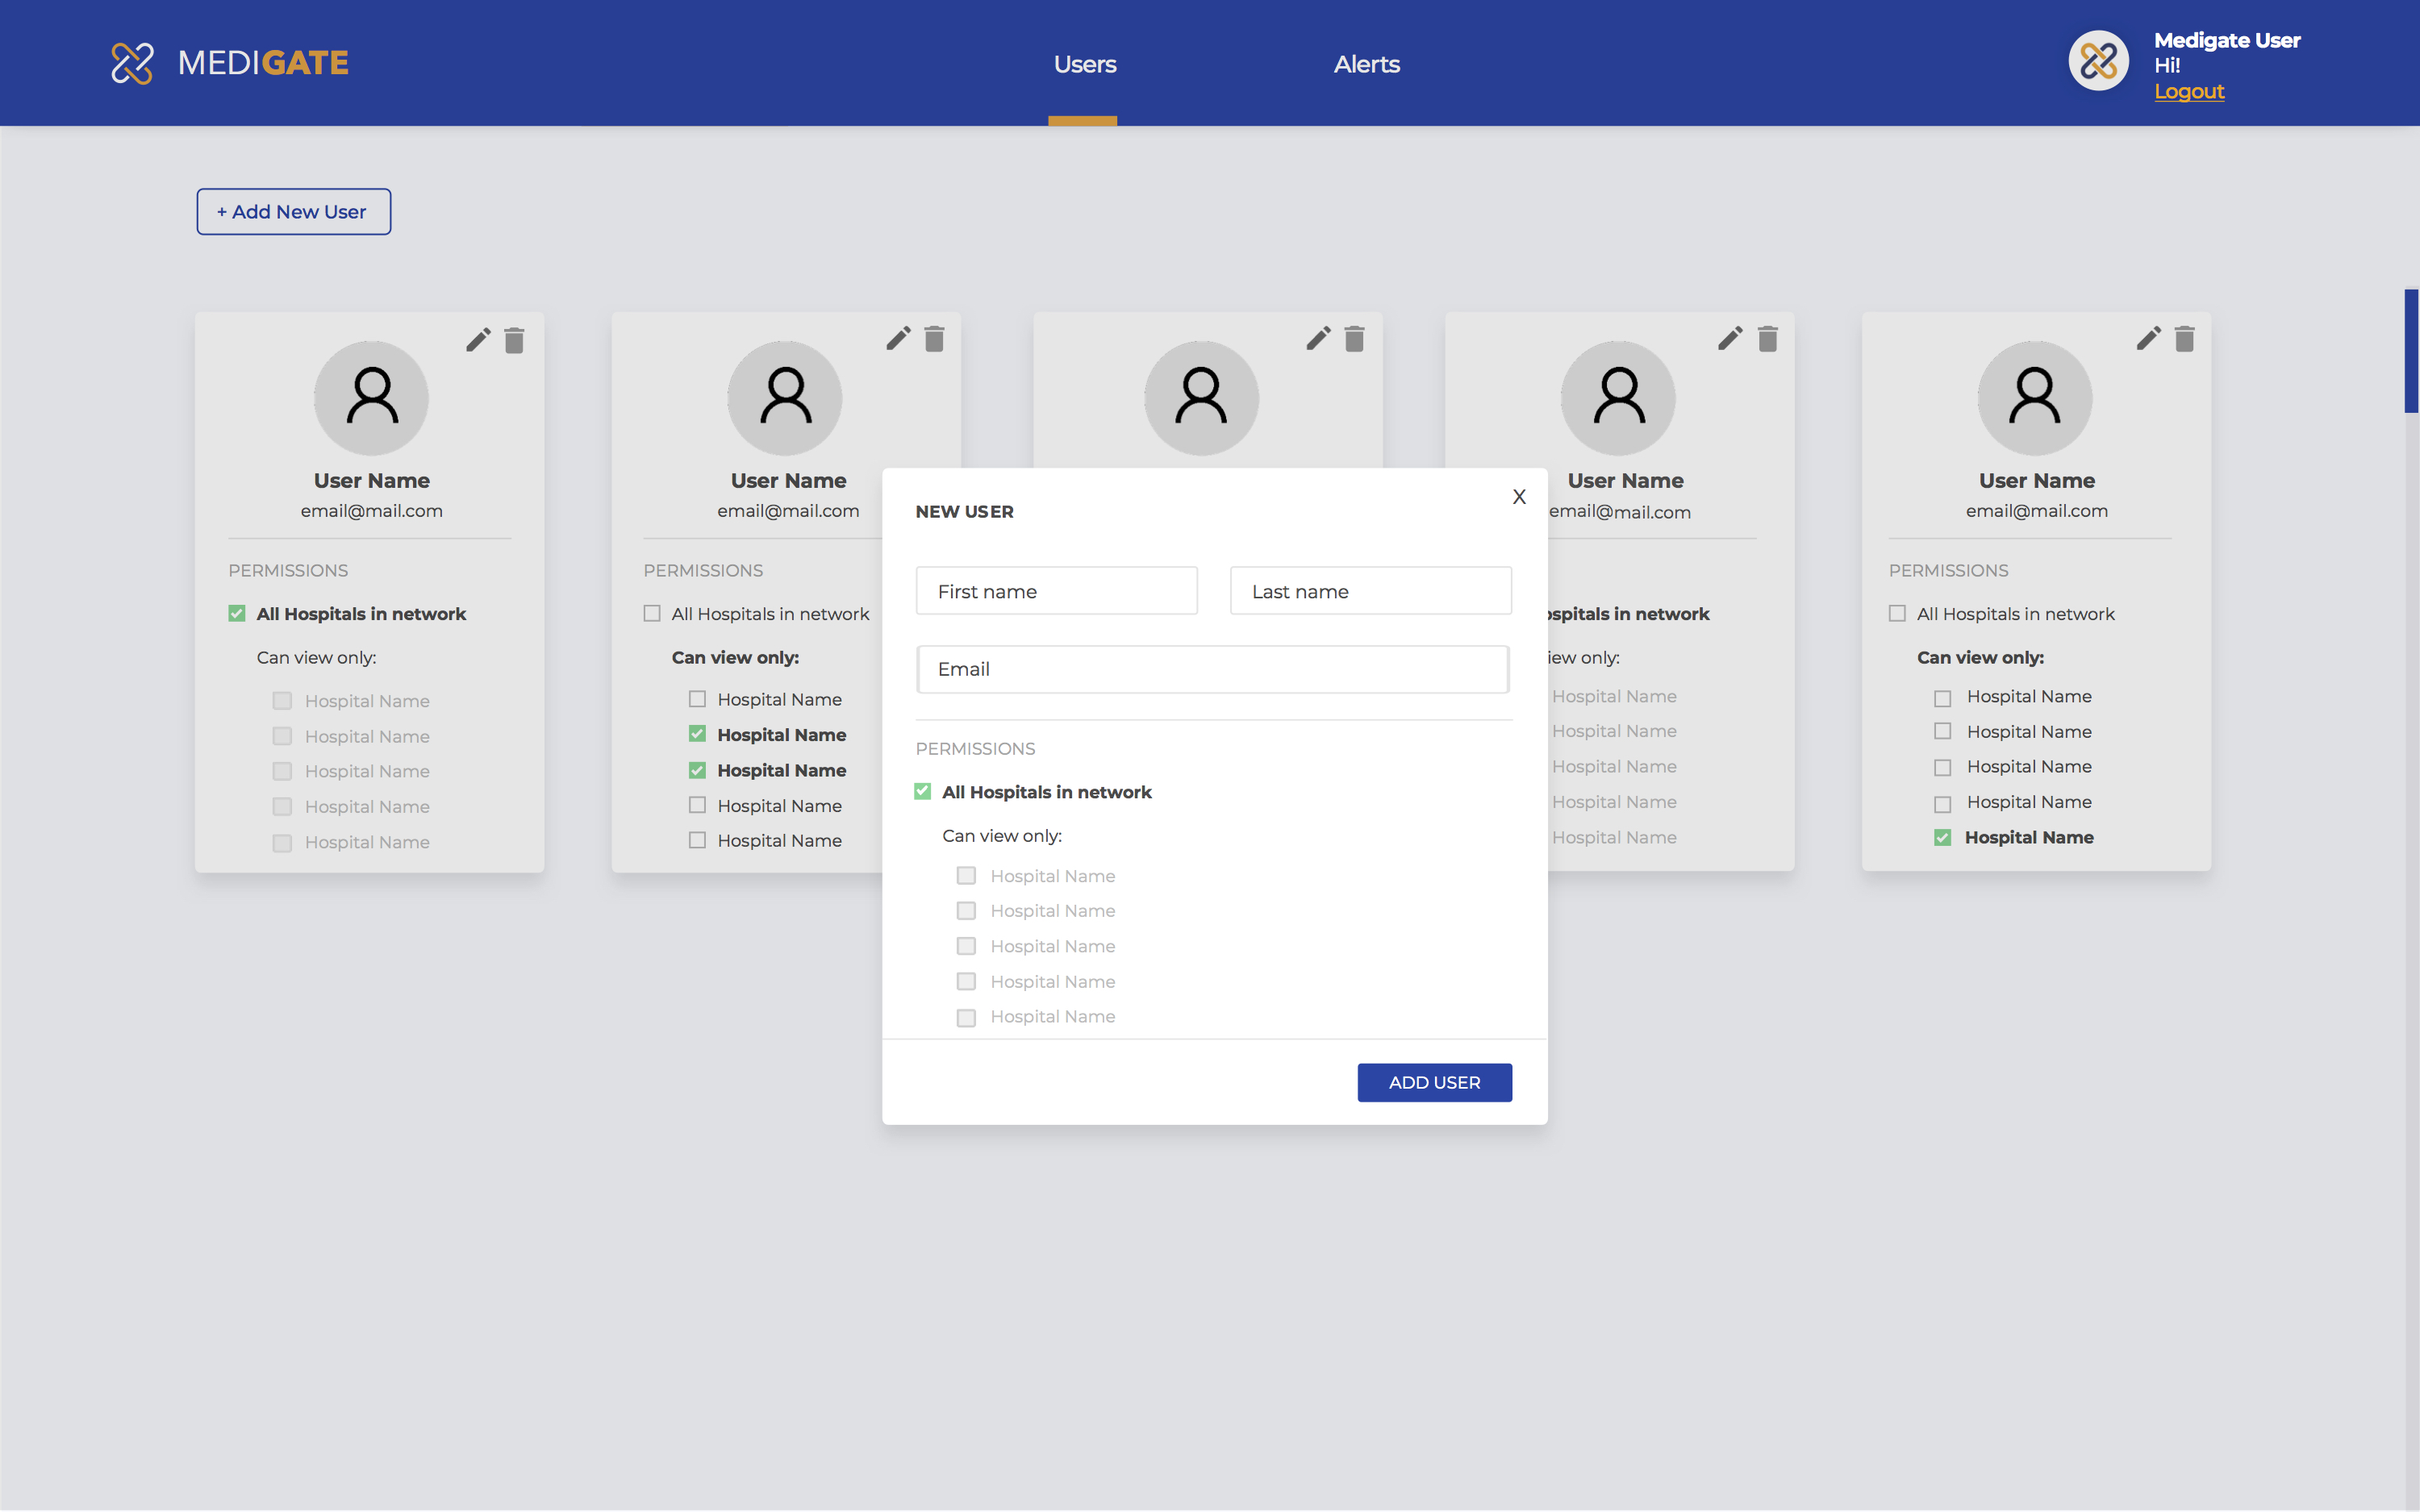 MEDIGATE
Users
Alerts
Medigate User
Hi!
Logout
+ Add New User
User Name
email@mail.com
PERMISSIONS
All Hospitals in network
Can view only:
Hospital Name
Hospital Name
Hospital Name
Hospital Name
Hospital Name
User Name
email@mail.com
PERMISSIONS
All Hospitals in network
Can view only:
Hospital Name
Hospital Name
Hospital Name
Hospital Name
Hospital Name
NEW USER
X
First name
Last name
Email
PERMISSIONS
All Hospitals in network
Can view only:
Hospital Name
Hospital Name
Hospital Name
Hospital Name
Hospital Name
ADD USER
User Name
email@mail.com
in network
only:
Hospital Name
Hospital Name
Hospital Name
Hospital Name
Hospital Name
User Name
email@mail.com
PERMISSIONS
All Hospitals in network
Can view only:
Hospital Name
Hospital Name
Hospital Name
Hospital Name
Hospital Name